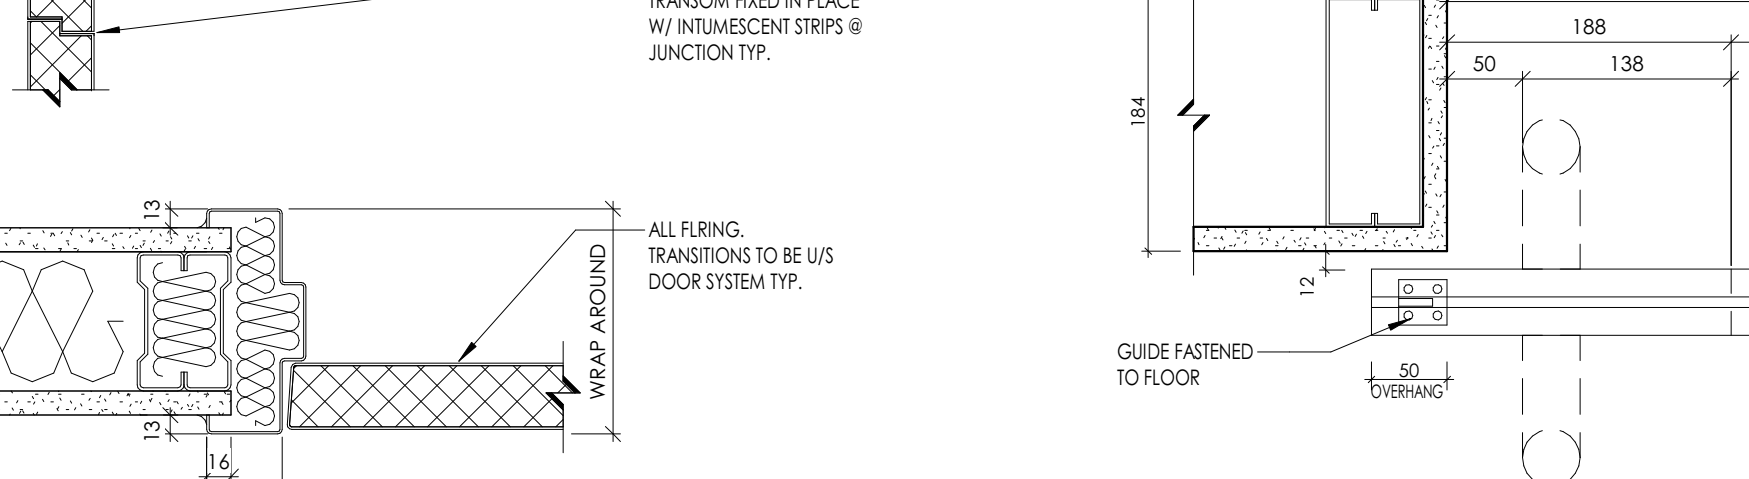 TRANSOM FIXED IN PLACE
W/ INTUMESCENT STRIPS @
JUNCTION TYP.
188
50
138
184
13
ALL FLRING.
TRANSITIONS TO BE U/S
DOOR SYSTEM TYP.
WRAP AROUND
12
GUIDE FASTENED
TO FLOOR
50
OVERHANG
13
16